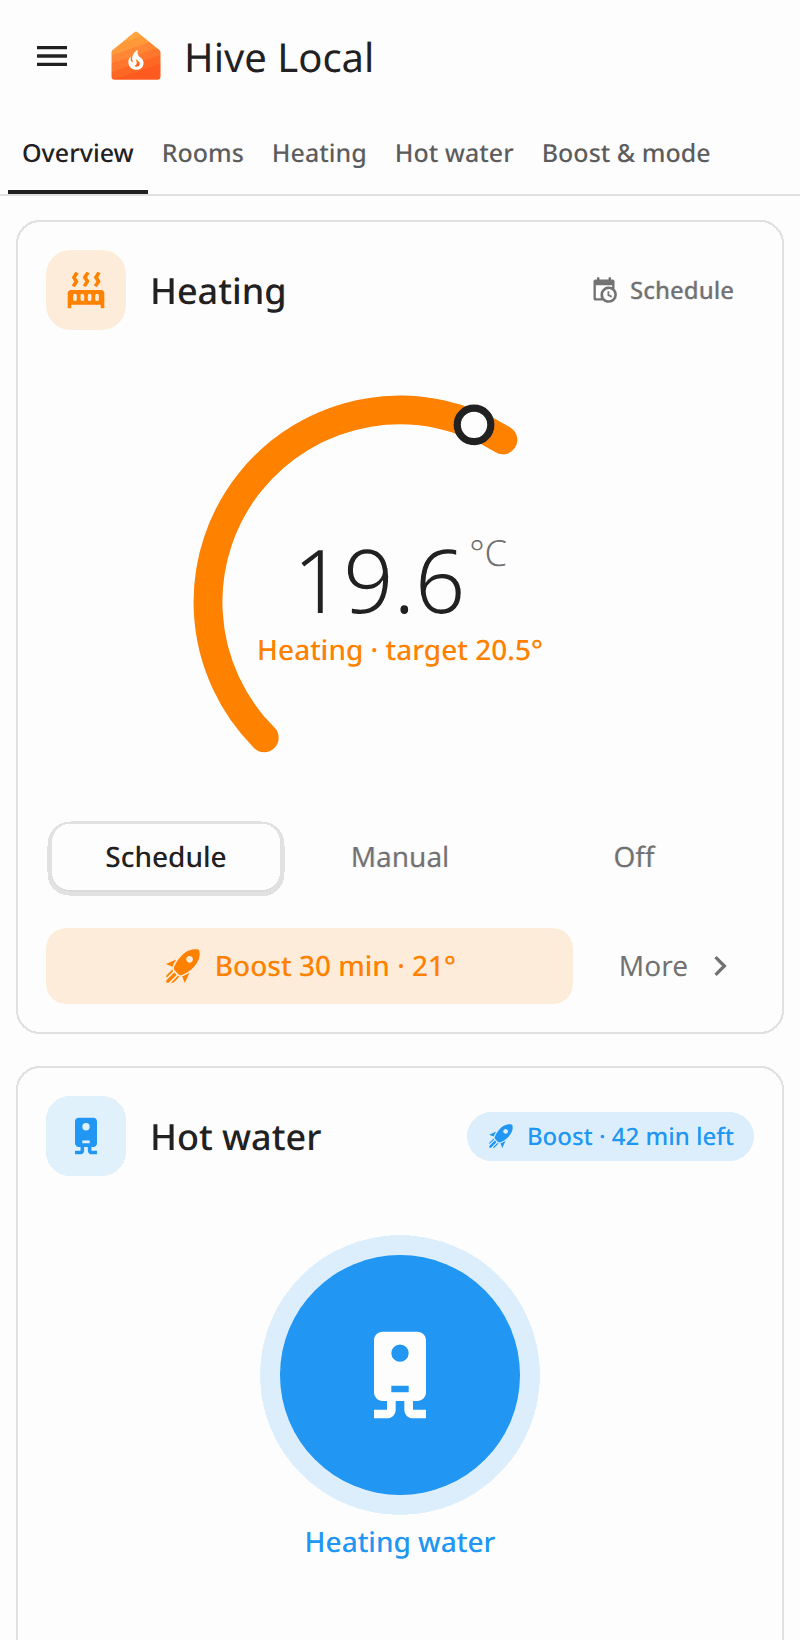 Hive Local
Overview Rooms Heating Hot water Boost & mode
Heating Schedule
19.6 °C
Heating · target 20.5°
Schedule Manual Off
Boost 30 min · 21° More
Hot water Boost · 42 min left
Heating water